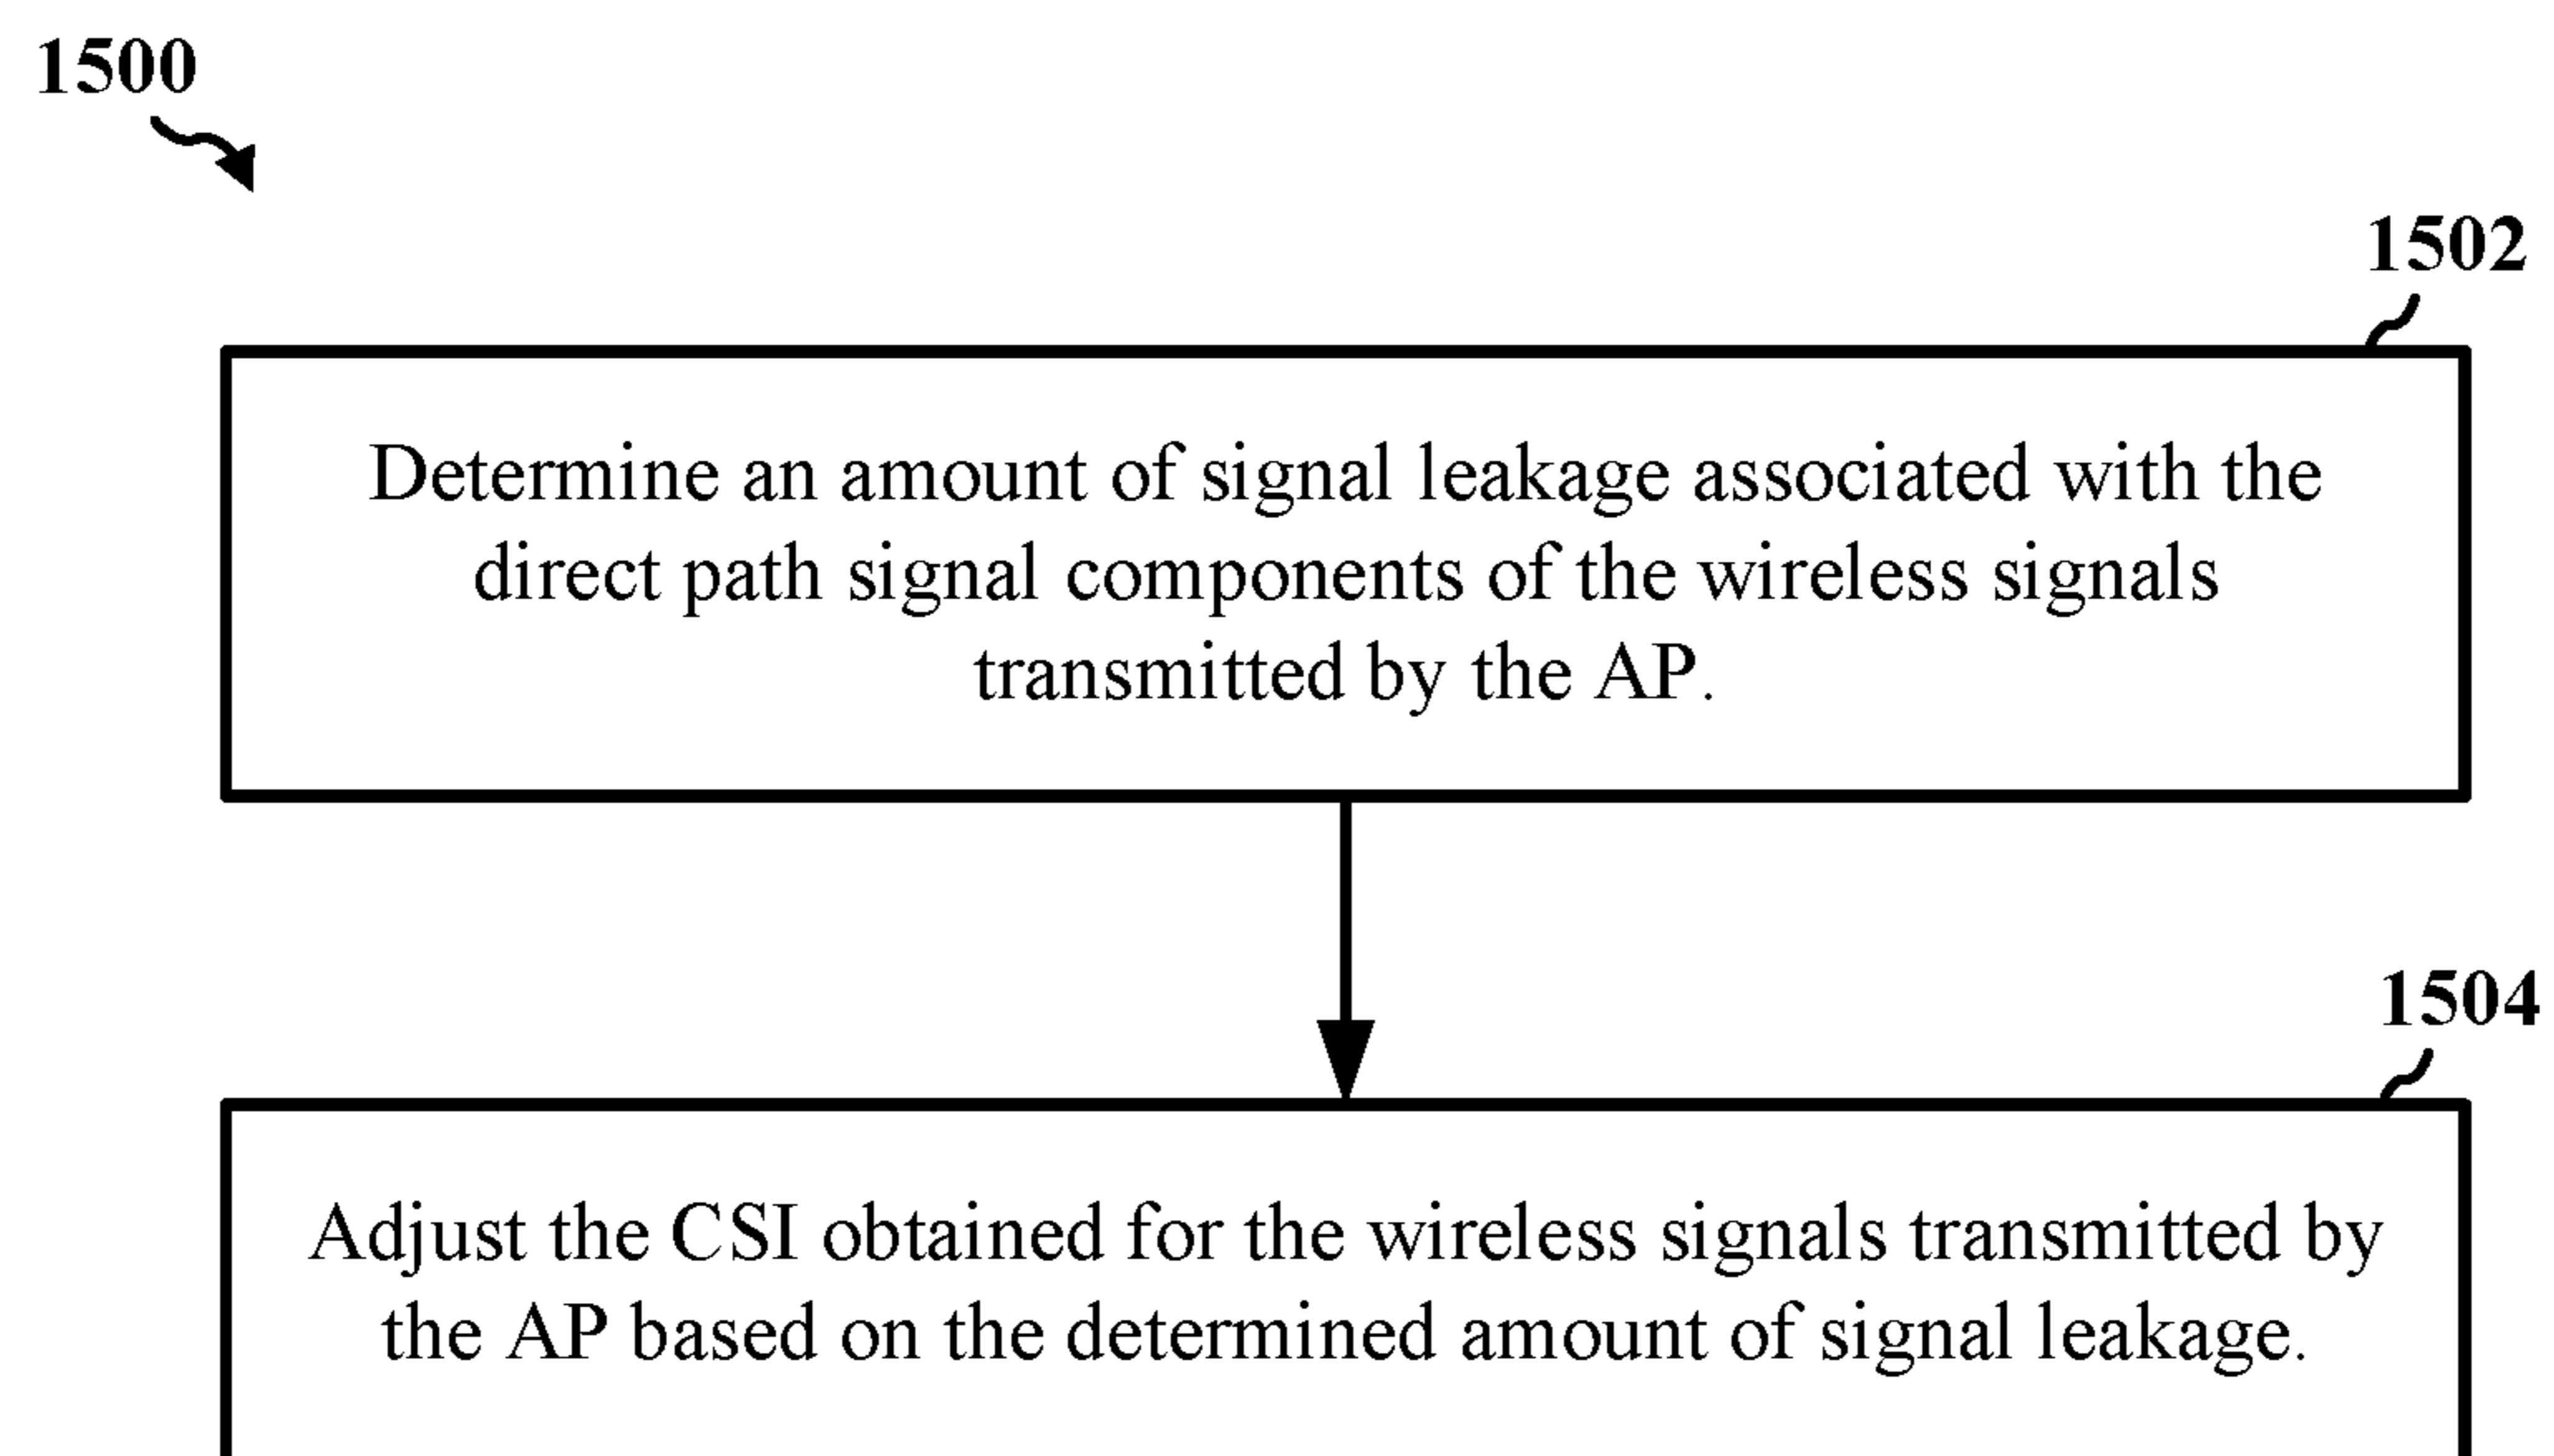 1500
1502
Determine an amount of signal leakage associated with the
direct path signal components of the wireless signals
transmitted by the AP.
1504
Adjust the CSI obtained for the wireless signals transmitted by
the AP based on the determined amount of signal leakage.